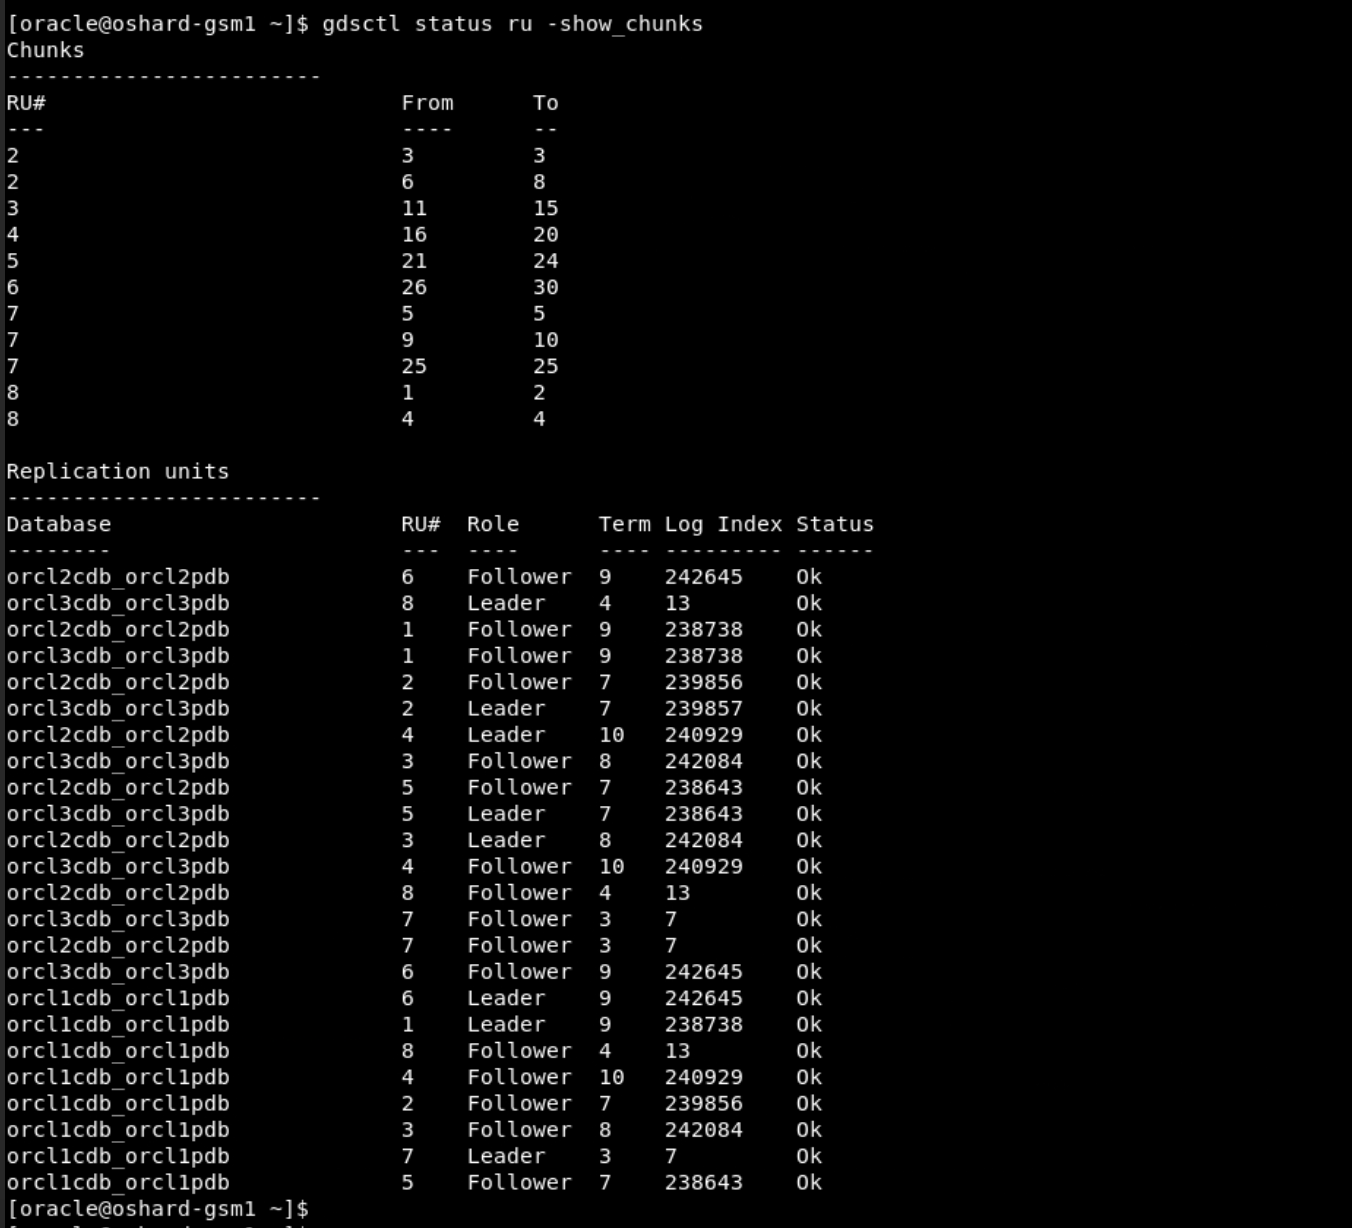 [oracle@oshard-gsm1 ~]$ gdsctl status ru -show_chunks
Chunks
------------------------
RU#                           From      To
---                           ----      --
2                             3         3
2                             6         8
3                             11        15
4                             16        20
5                             21        24
6                             26        30
7                             5         5
7                             9         10
7                             25        25
8                             1         2
8                             4         4

Replication units
------------------------
Database                      RU#  Role      Term Log Index Status
--------                      ---  ----      ---- --------- ------
orcl2cdb_orcl2pdb             6    Follower  9    242645    Ok
orcl3cdb_orcl3pdb             8    Leader    4    13        Ok
orcl2cdb_orcl2pdb             1    Follower  9    238738    Ok
orcl3cdb_orcl3pdb             1    Follower  9    238738    Ok
orcl2cdb_orcl2pdb             2    Follower  7    239856    Ok
orcl3cdb_orcl3pdb             2    Leader    7    239857    Ok
orcl2cdb_orcl2pdb             4    Leader    10   240929    Ok
orcl3cdb_orcl3pdb             3    Follower  8    242084    Ok
orcl2cdb_orcl2pdb             5    Follower  7    238643    Ok
orcl3cdb_orcl3pdb             5    Leader    7    238643    Ok
orcl2cdb_orcl2pdb             3    Leader    8    242084    Ok
orcl3cdb_orcl3pdb             4    Follower  10   240929    Ok
orcl2cdb_orcl2pdb             8    Follower  4    13        Ok
orcl3cdb_orcl3pdb             7    Follower  3    7         Ok
orcl2cdb_orcl2pdb             7    Follower  3    7         Ok
orcl3cdb_orcl3pdb             6    Follower  9    242645    Ok
orcl1cdb_orcl1pdb             6    Leader    9    242645    Ok
orcl1cdb_orcl1pdb             1    Leader    9    238738    Ok
orcl1cdb_orcl1pdb             8    Follower  4    13        Ok
orcl1cdb_orcl1pdb             4    Follower  10   240929    Ok
orcl1cdb_orcl1pdb             2    Follower  7    239856    Ok
orcl1cdb_orcl1pdb             3    Follower  8    242084    Ok
orcl1cdb_orcl1pdb             7    Leader    3    7         Ok
orcl1cdb_orcl1pdb             5    Follower  7    238643    Ok
[oracle@oshard-gsm1 ~]$